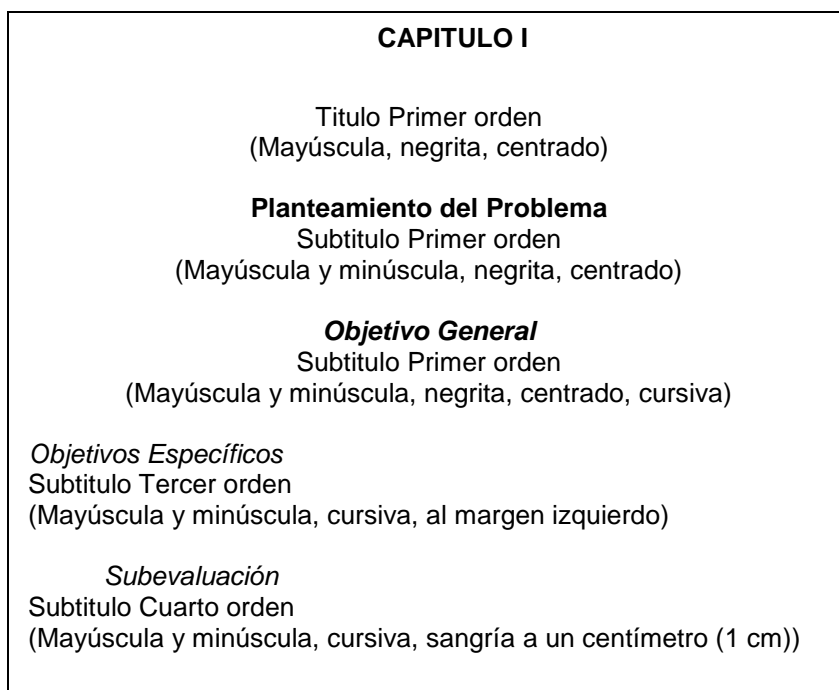 CAPITULO I
Titulo Primer orden
(Mayúscula, negrita, centrado)
Planteamiento del Problema
Subtitulo Primer orden
(Mayúscula y minúscula, negrita, centrado)
Objetivo General
Subtitulo Primer orden
(Mayúscula y minúscula, negrita, centrado, cursiva)
Objetivos Específicos
Subtitulo Tercer orden
(Mayúscula y minúscula, cursiva, al margen izquierdo)
Subevaluación
Subtitulo Cuarto orden
(Mayúscula y minúscula, cursiva, sangría a un centímetro (1 cm))